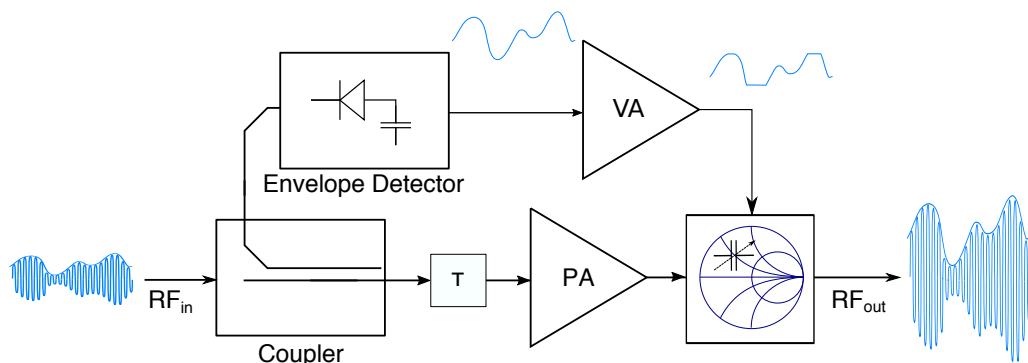 VA
Envelope Detector
RFin
T
PA
RFout
Coupler